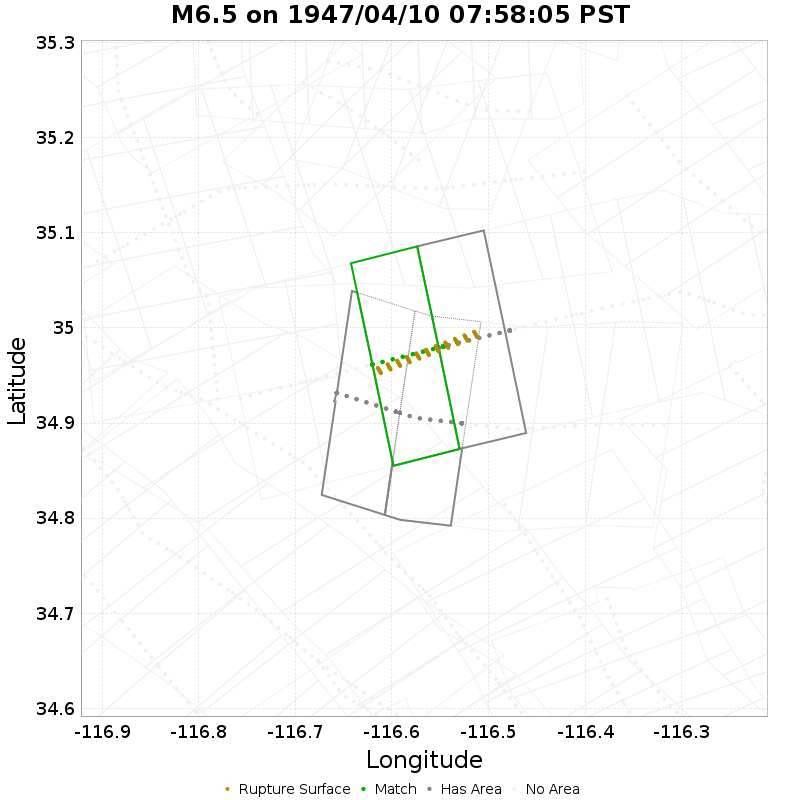 M6.5 on 1947/04/10 07:58:05 PST
35.3
35.2
35.1
35
34.9
34.8
34.7
34.6
Latitude
-116.9 -116.8 -116.7 -116.6 -116.5 -116.4 -116.3
Longitude
Rupture Surface Match Has Area No Area